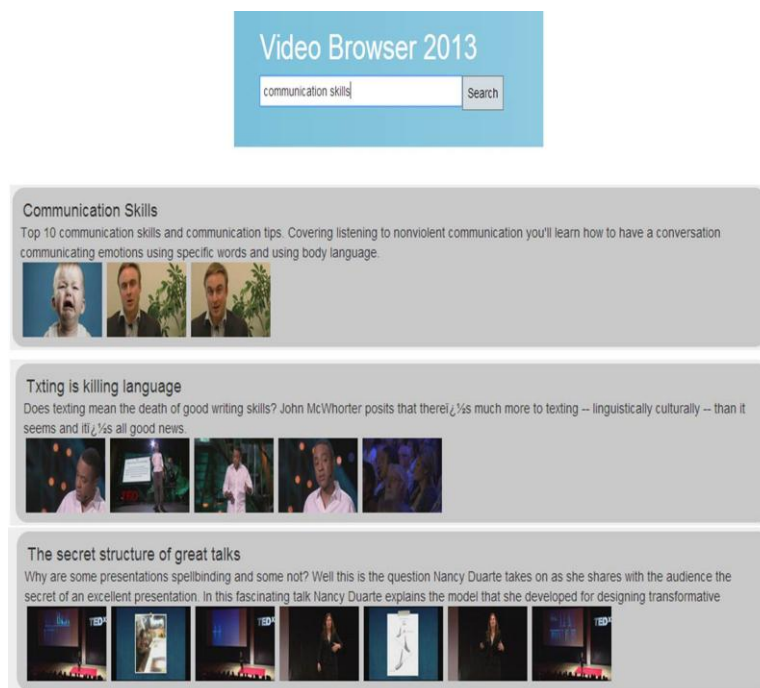 Video Browser 2013
communication skills
Search
Communication Skills
Top 10 communication skills and communication tips. Covering listening to nonviolent communication you'll learn how to have a conversation
communicating emotions using specific words and using body language.
Txting is killing language
Does texting mean the death of good writing skills? John McWhorter posits that thereï¿½s much more to texting -- linguistically culturally -- than it
seems and itï¿½s all good news.
TED
The secret structure of great talks
Why are some presentations spellbinding and some not? Well this is the question Nancy Duarte takes on as she shares with the audience the
secret of an excellent presentation. In this fascinating talk Nancy Duarte explains the model that she developed for designing transformative
TEDx
TED
TED